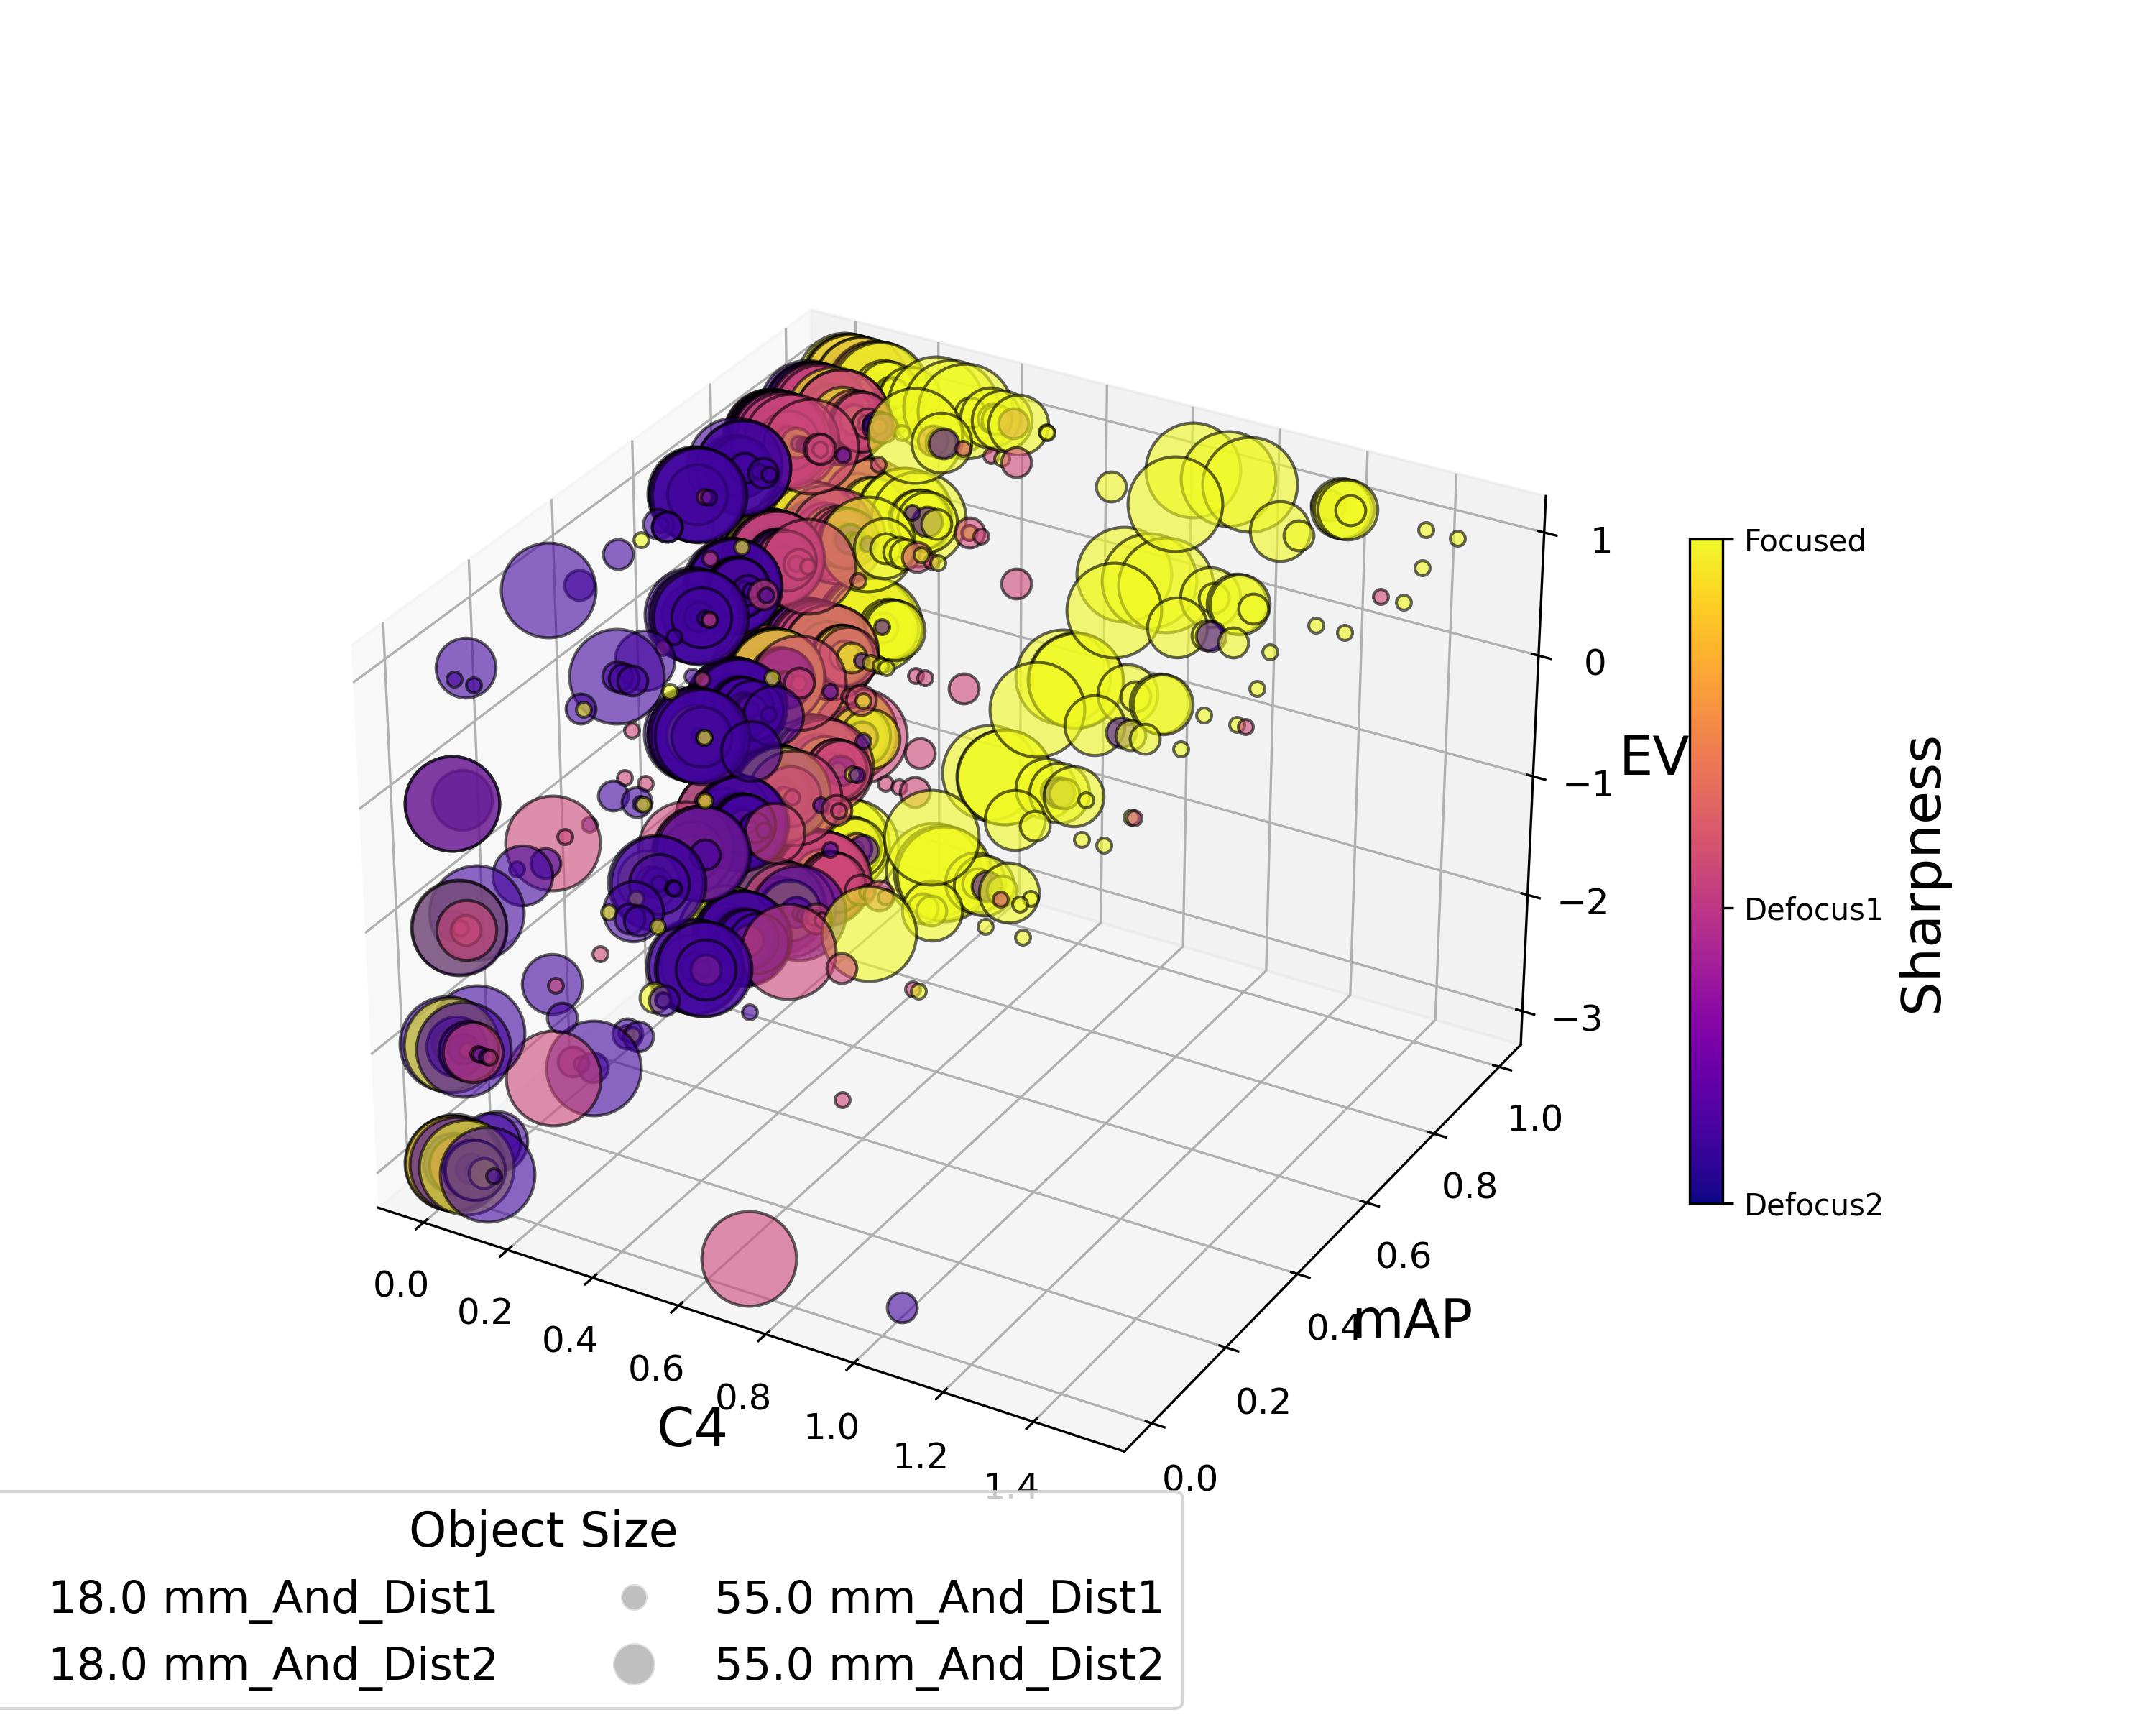 1
0
−1
−2
−3
EV
Focused
Defocus1
Defocus2
Sharpness
1.0
0.8
0.6
0.4
0.2
0.0
mAP
0.0
0.2
0.4
0.6
0.8
1.0
1.2
1.4
C4
Object Size
18.0 mm_And_Dist1 55.0 mm_And_Dist1
18.0 mm_And_Dist2 55.0 mm_And_Dist2